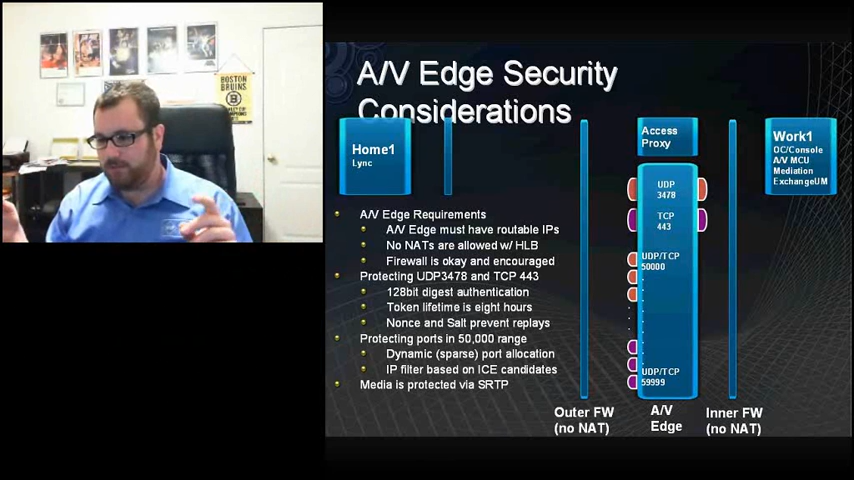 BOSTON
BRUINS
A/V Edge Security
Considerations
Home1
Lync
Access
Proxy
Work1
OC/Console
A/V MCU
Mediation
ExchangeUM
UDP
3478
TCP
443
UDP/TCP
50000
UDP/TCP
59999
A/V Edge Requirements
A/V Edge must have routable IPs
No NATs are allowed w/ HLB
Firewall is okay and encouraged
Protecting UDP3478 and TCP 443
128bit digest authentication
Token lifetime is eight hours
Nonce and Salt prevent replays
Protecting ports in 50,000 range
Dynamic (sparse) port allocation
IP filter based on ICE candidates
Media is protected via SRTP
Outer FW
(no NAT)
A/V
Edge
Inner FW
(no NAT)